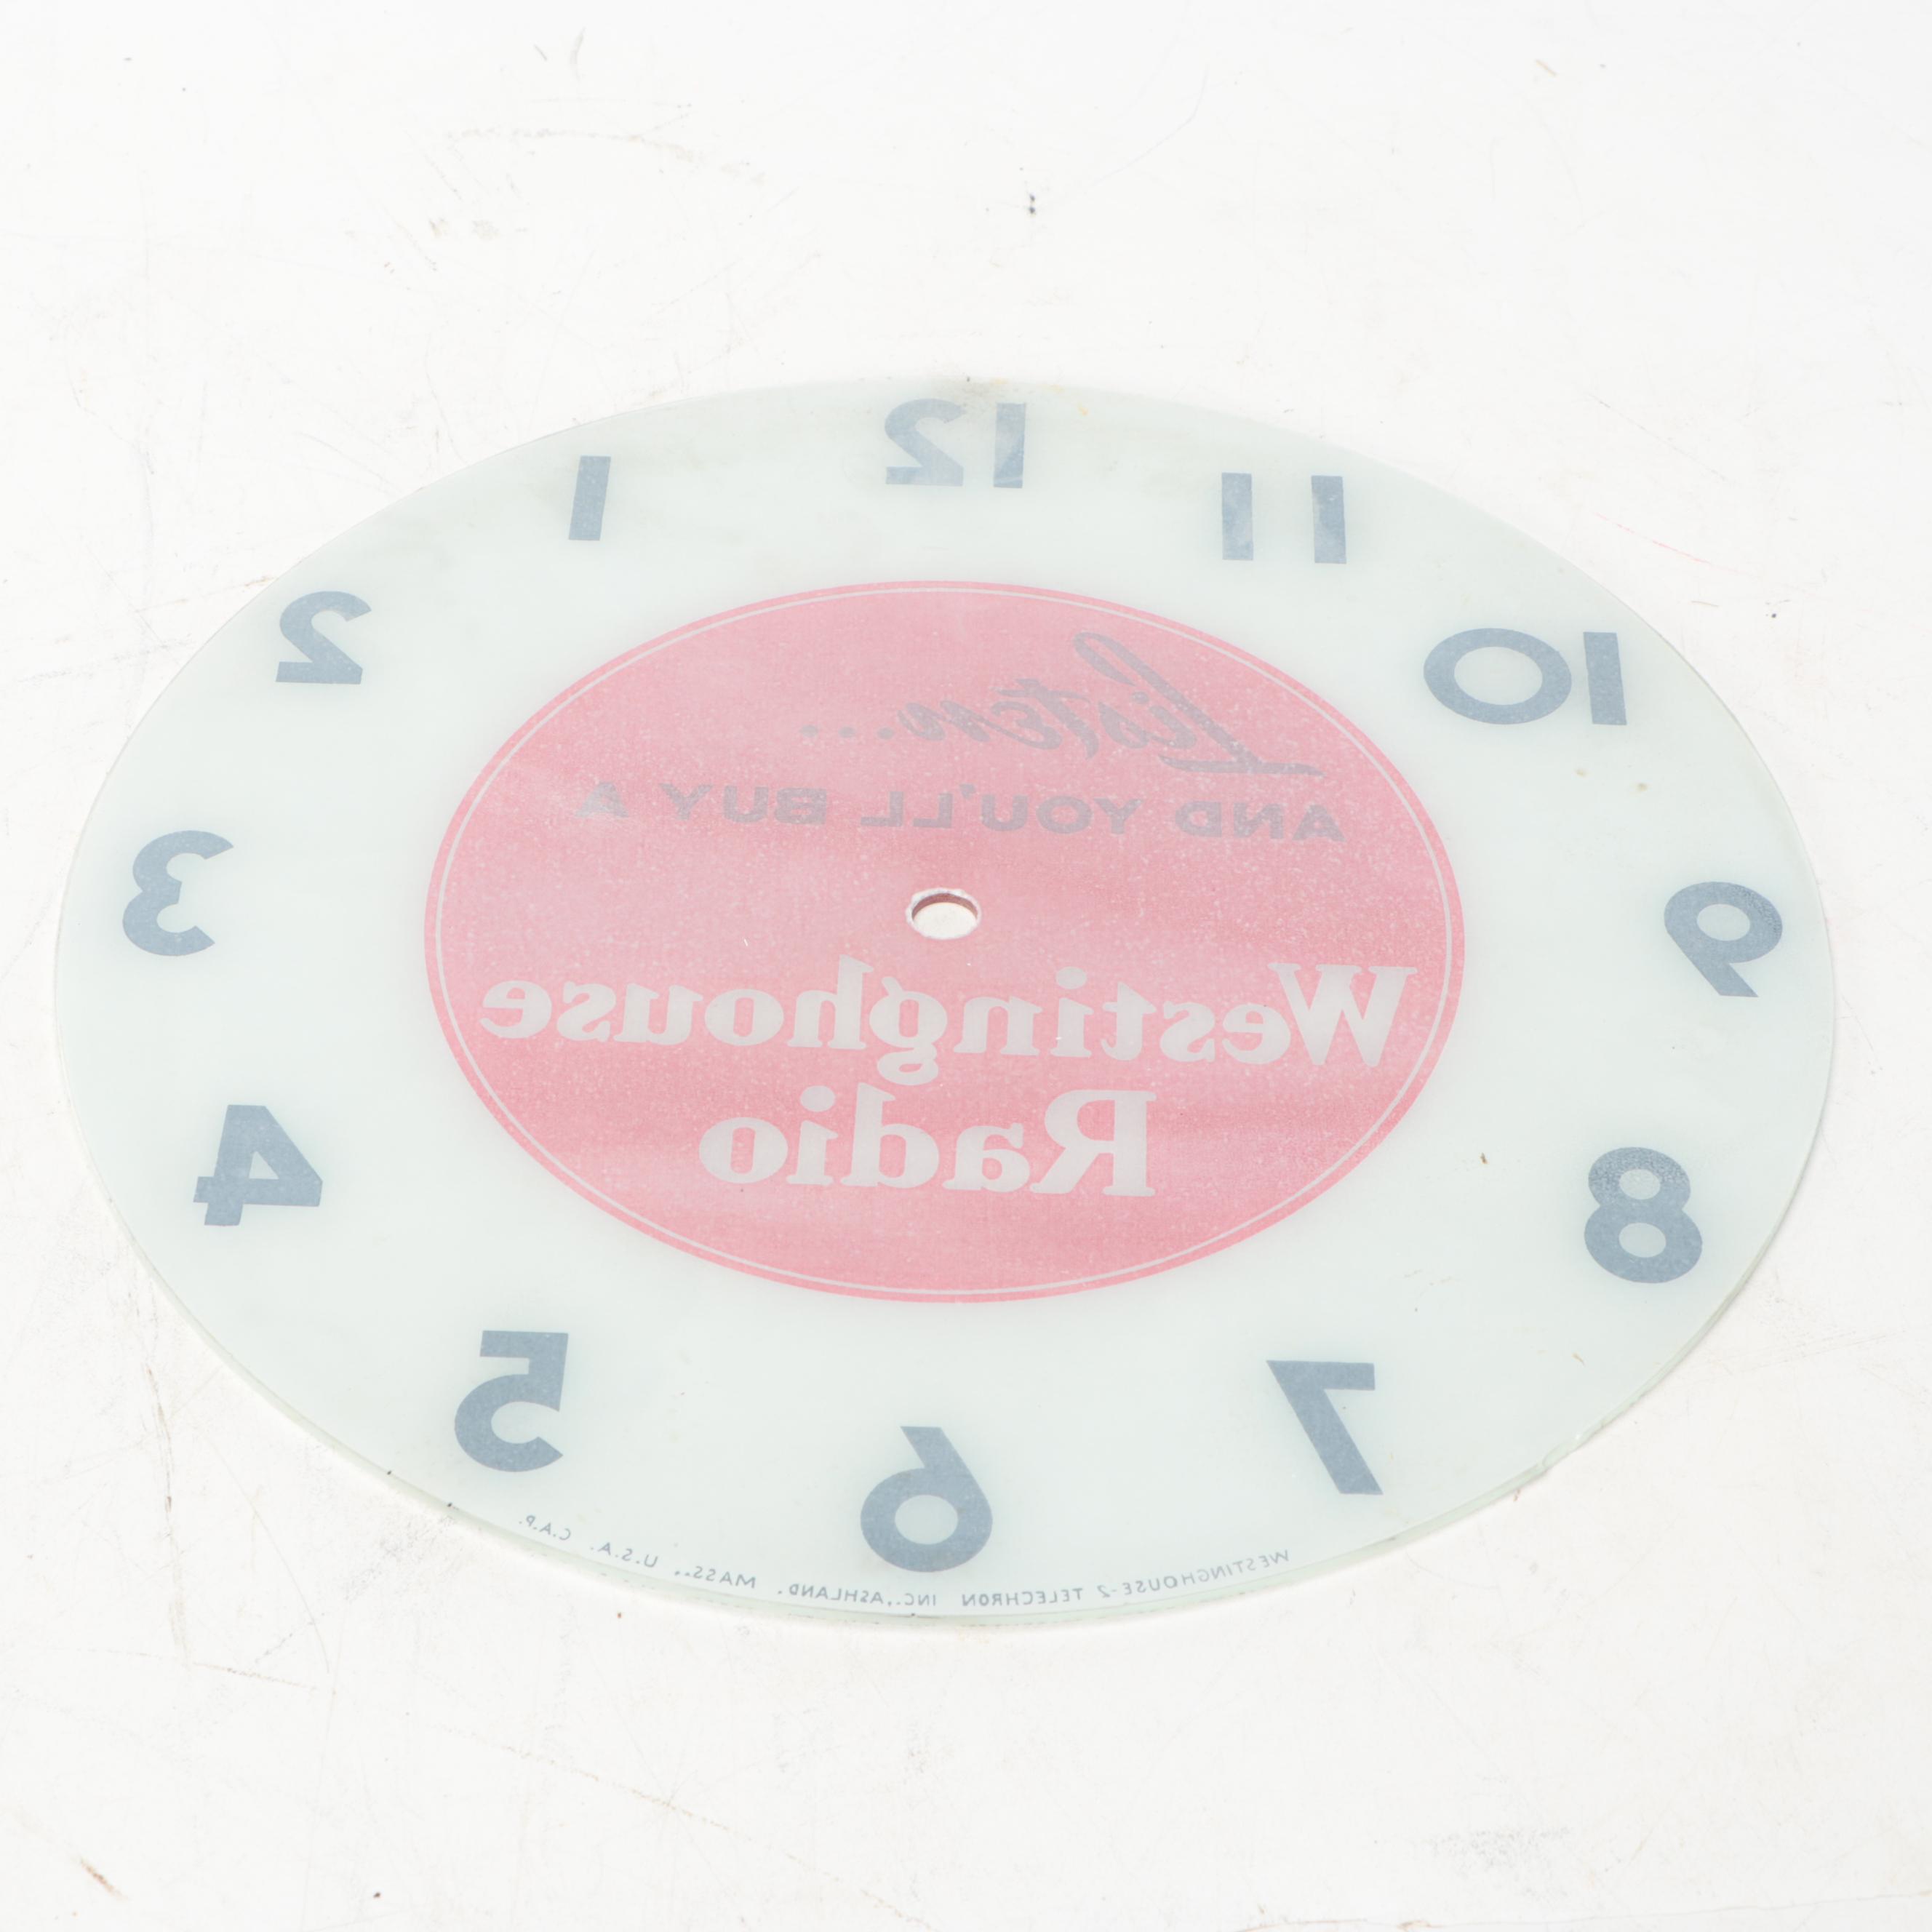 12
11
10
9
8
7
6
5
4
3
2
1
Listen...
AND YOU'LL BUY A
Westinghouse
Radio
WESTINGHOUSE-2 TELECHRON INC., ASHLAND, MASS., U.S.A. C.A.P.